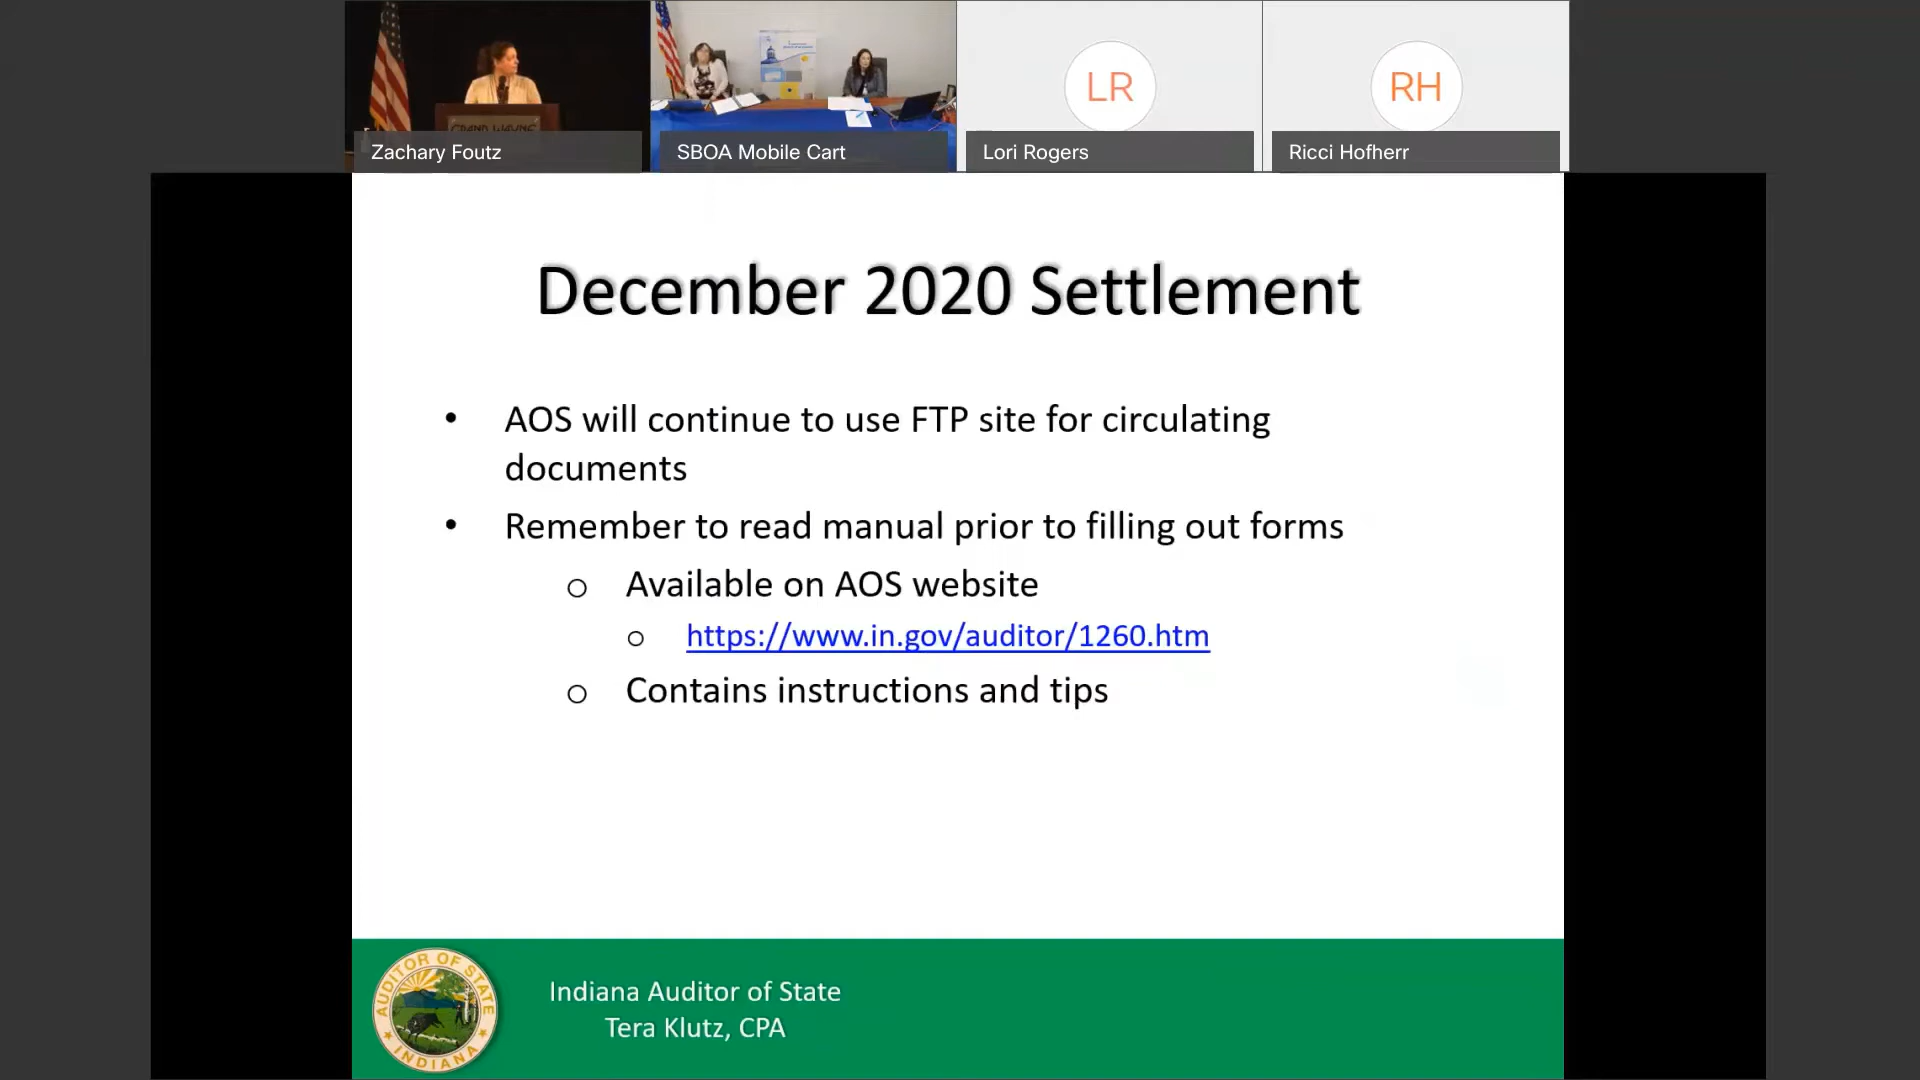 GRAND WAYNE
Zachary Foutz
SBOA Mobile Cart
LR
Lori Rogers
RH
Ricci Hofherr
December 2020 Settlement
• AOS will continue to use FTP site for circulating
documents
• Remember to read manual prior to filling out forms
o Available on AOS website
o https://www.in.gov/auditor/1260.htm
o Contains instructions and tips
AUDITOR OF STATE
INDIANA
Indiana Auditor of State
Tera Klutz, CPA